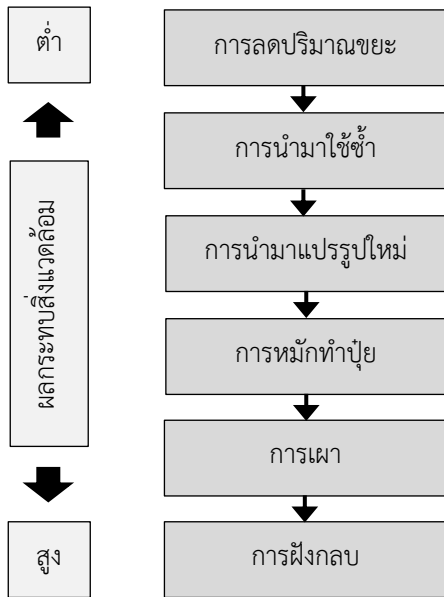 ต่ำ
ผลกระทบสิ่งแวดล้อม
สูง
การลดปริมาณขยะ
การนำมาใช้ซ้ำ
การนำมาแปรรูปใหม่
การหมักทำปุ๋ย
การเผา
การฝังกลบ